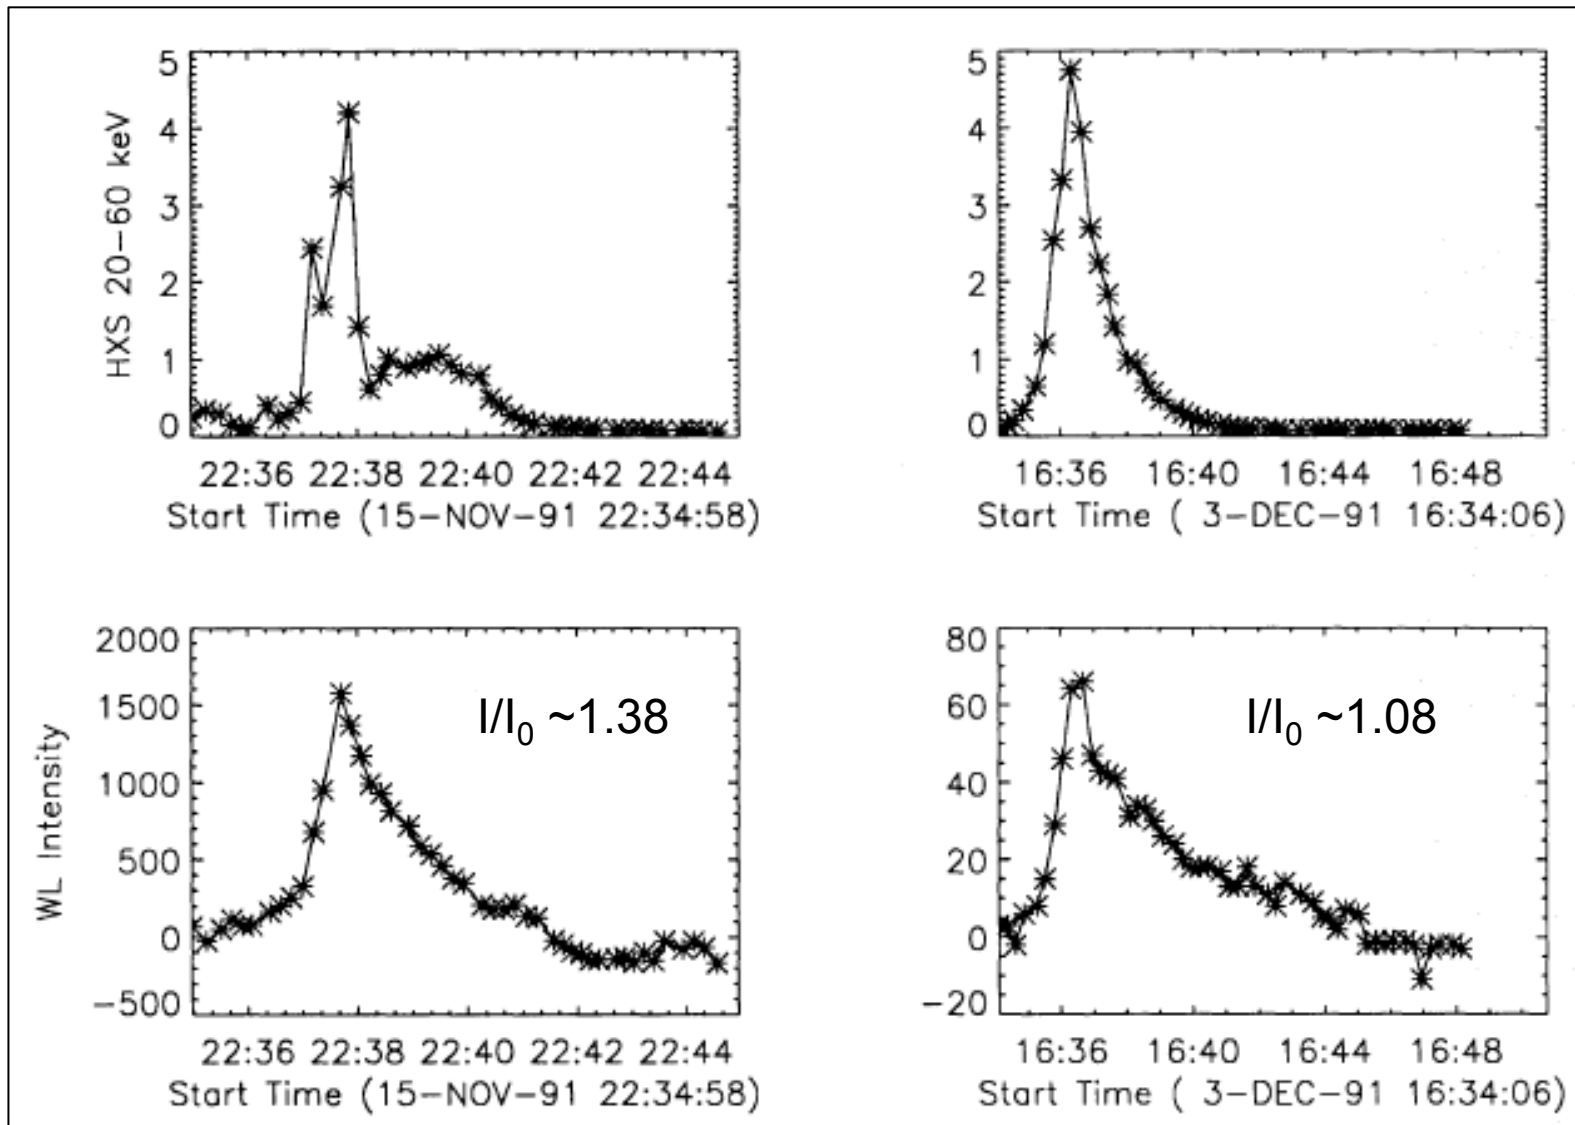 HXS 20-60 keV
5
4
3
2
1
0
22:36 22:38 22:40 22:42 22:44
Start Time (15-NOV-91 22:34:58)
5
4
3
2
1
0
16:36 16:40 16:44 16:48
Start Time ( 3-DEC-91 16:34:06)
WL Intensity
2000
1500
1000
500
0
-500
I/I0 ~1.38
22:36 22:38 22:40 22:42 22:44
Start Time (15-NOV-91 22:34:58)
80
60
40
20
0
-20
I/I0 ~1.08
16:36 16:40 16:44 16:48
Start Time ( 3-DEC-91 16:34:06)